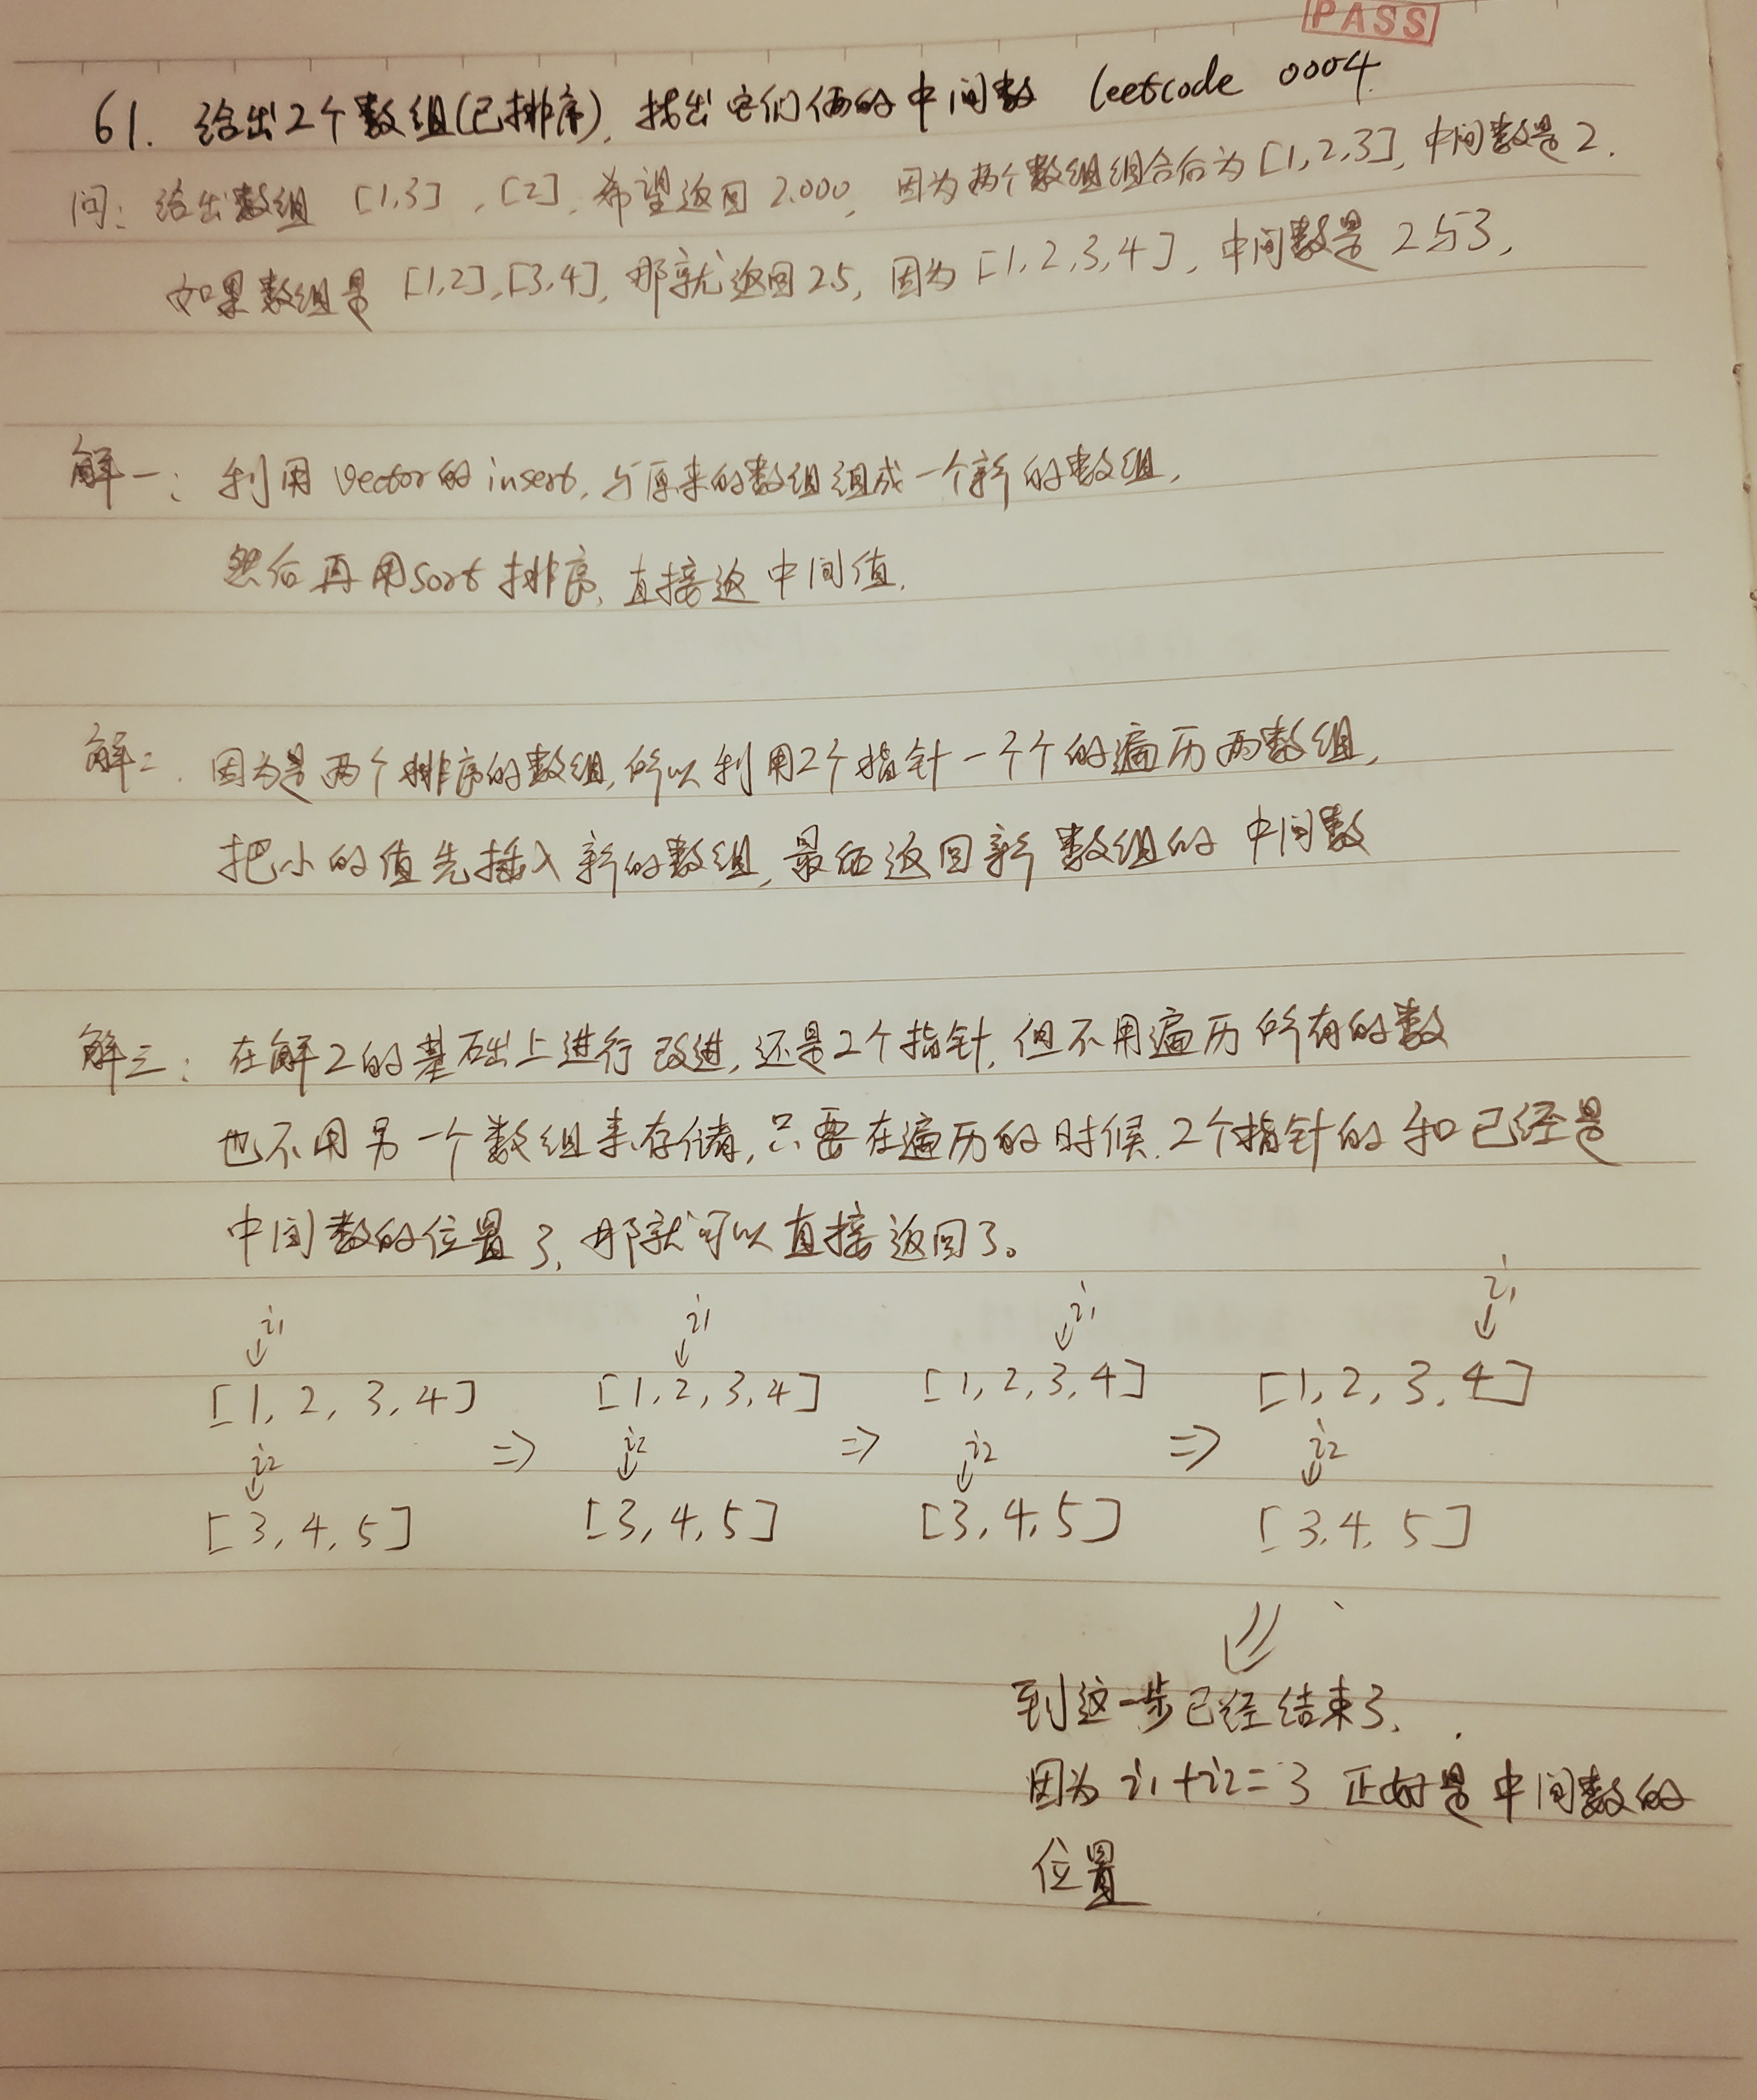 PASS
61. 给出2个数组(已排序), 找出它们俩的中间数 leetcode 0004.
问: 给出数组 [1,3], [2], 希望返回 2.000, 因为两个数组组合后为 [1,2,3], 中间数是2.
如果数组是 [1,2],[3,4], 那就返回2.5, 因为 [1,2,3,4], 中间数是 2与3,
解一: 利用 vector的 insert, 与原来的数组组成一个新的数组,
然后再用sort 排序, 直接返中间值.
解二. 因为是两个排序的数组, 所以利用2个指针一个个的遍历两数组,
把小的值先插入新的数组, 最后返回新数组的中间数
解三: 在解2的基础上进行改进, 还是2个指针, 但不用遍历所有的数
也不用另一个数组来存储, 只要在遍历的时候, 2个指针的和已经是
中间数的位置了, 那就可以直接返回了。
i1 i1 i1 i1
[1, 2, 3, 4] [1, 2, 3, 4] [1, 2, 3, 4] [1, 2, 3, 4]
i2 => i2 => i2 => i2
[3, 4, 5] [3, 4, 5] [3, 4, 5] [3, 4, 5]
到这一步已经结束了,
因为 i1+i2=3 正好是中间数的
位置